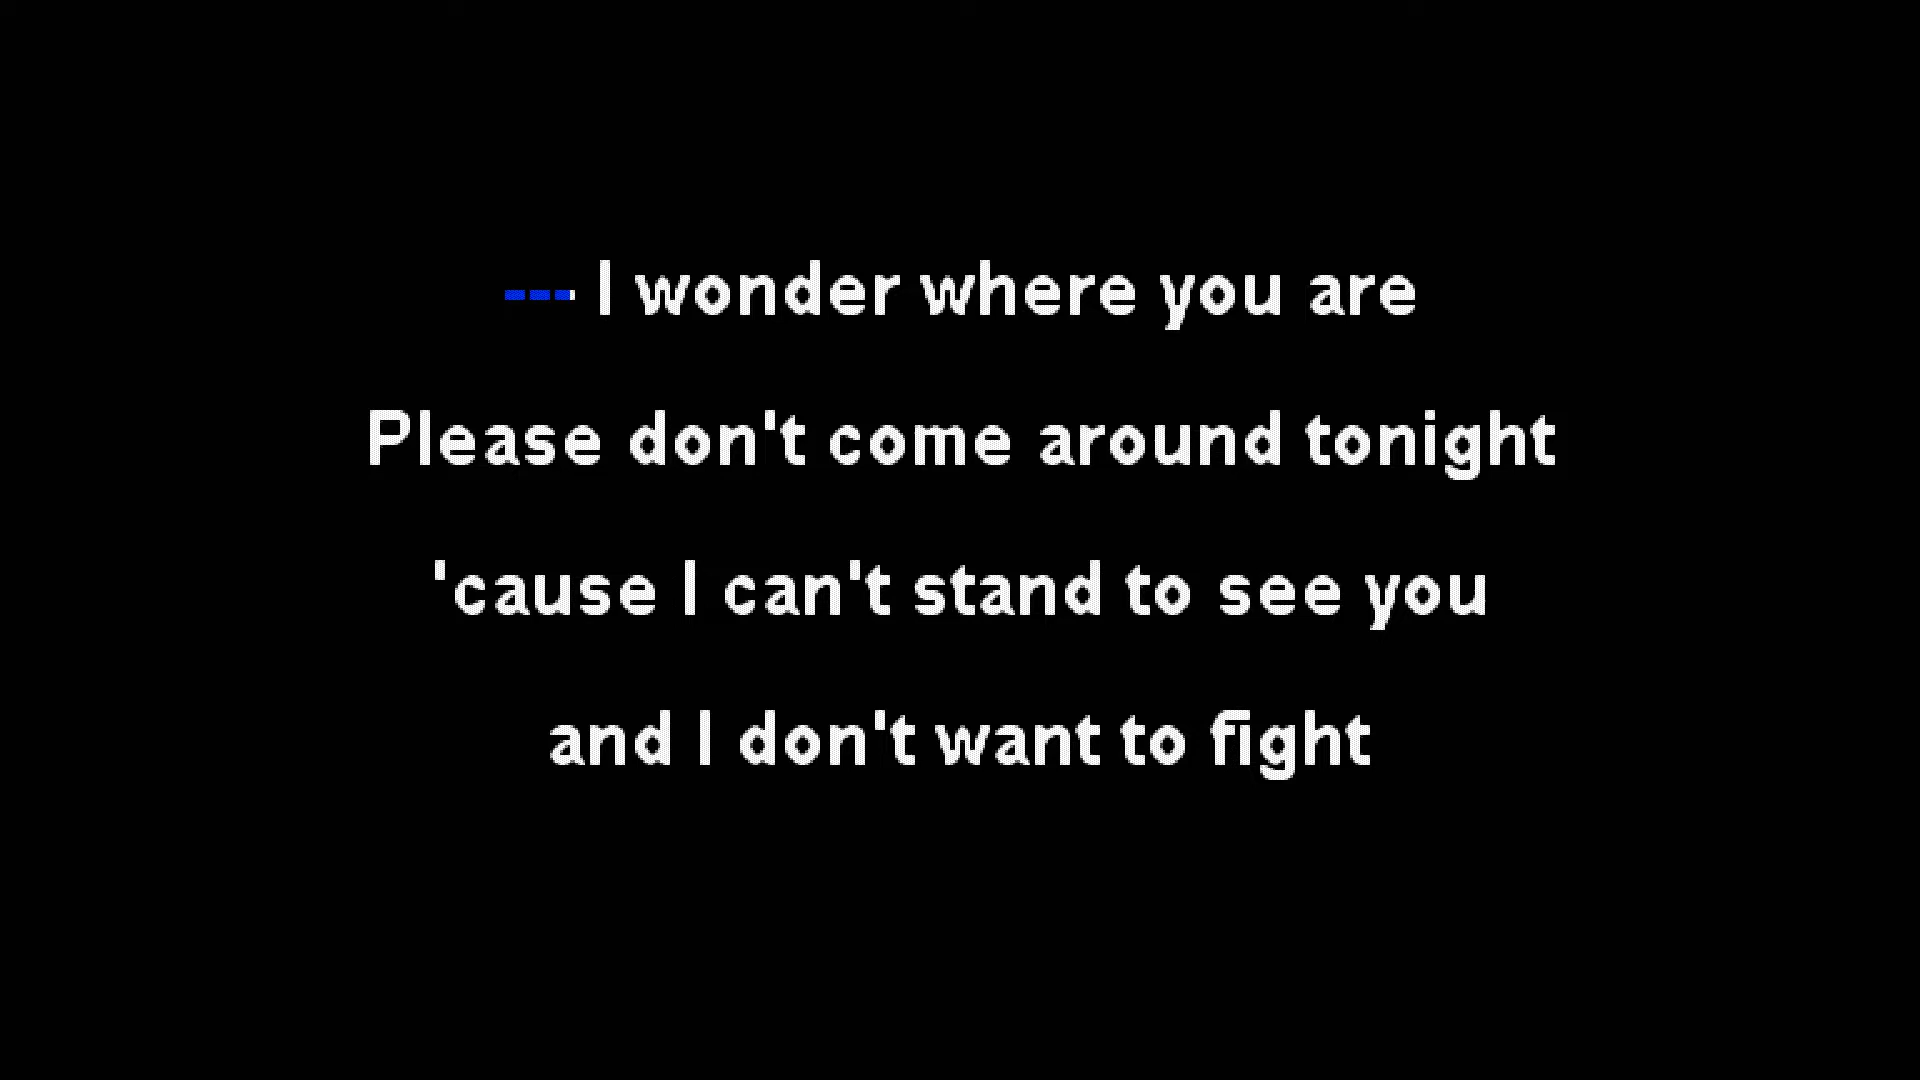 --- I wonder where you are
Please don't come around tonight
'cause I can't stand to see you
and I don't want to fight